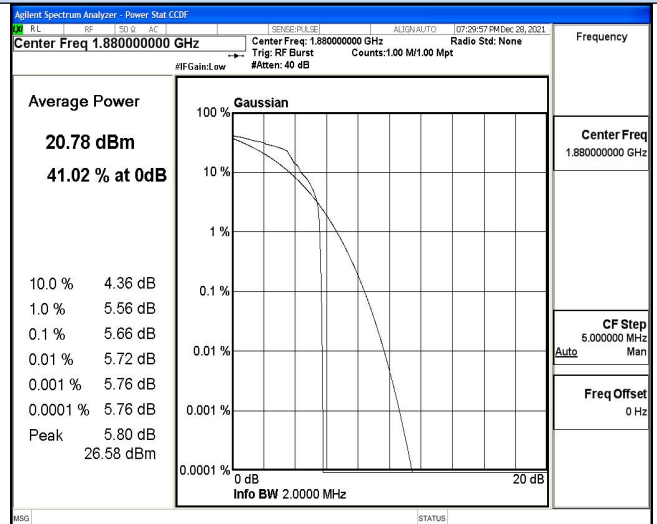 Agilent Spectrum Analyzer - Power Stat CCDF
RL RF 50 Ω AC SENSE:PULSE ALIGN AUTO 07:29:57 PM Dec 28, 2021
Center Freq 1.880000000 GHz
Center Freq: 1.880000000 GHz Radio Std: None
Trig: RF Burst Counts:1.00 M/1.00 Mpt
#IFGain:Low #Atten: 40 dB
Frequency
Center Freq
1.880000000 GHz
CF Step
5.000000 MHz
Auto Man
Freq Offset
0 Hz
Average Power
20.78 dBm
41.02 % at 0dB
10.0 % 4.36 dB
1.0 % 5.56 dB
0.1 % 5.66 dB
0.01 % 5.72 dB
0.001 % 5.76 dB
0.0001 % 5.76 dB
Peak 5.80 dB
26.58 dBm
Gaussian
100 %
10 %
1 %
0.1 %
0.01 %
0.001 %
0.0001 %
0 dB 20 dB
Info BW 2.0000 MHz
MSG STATUS